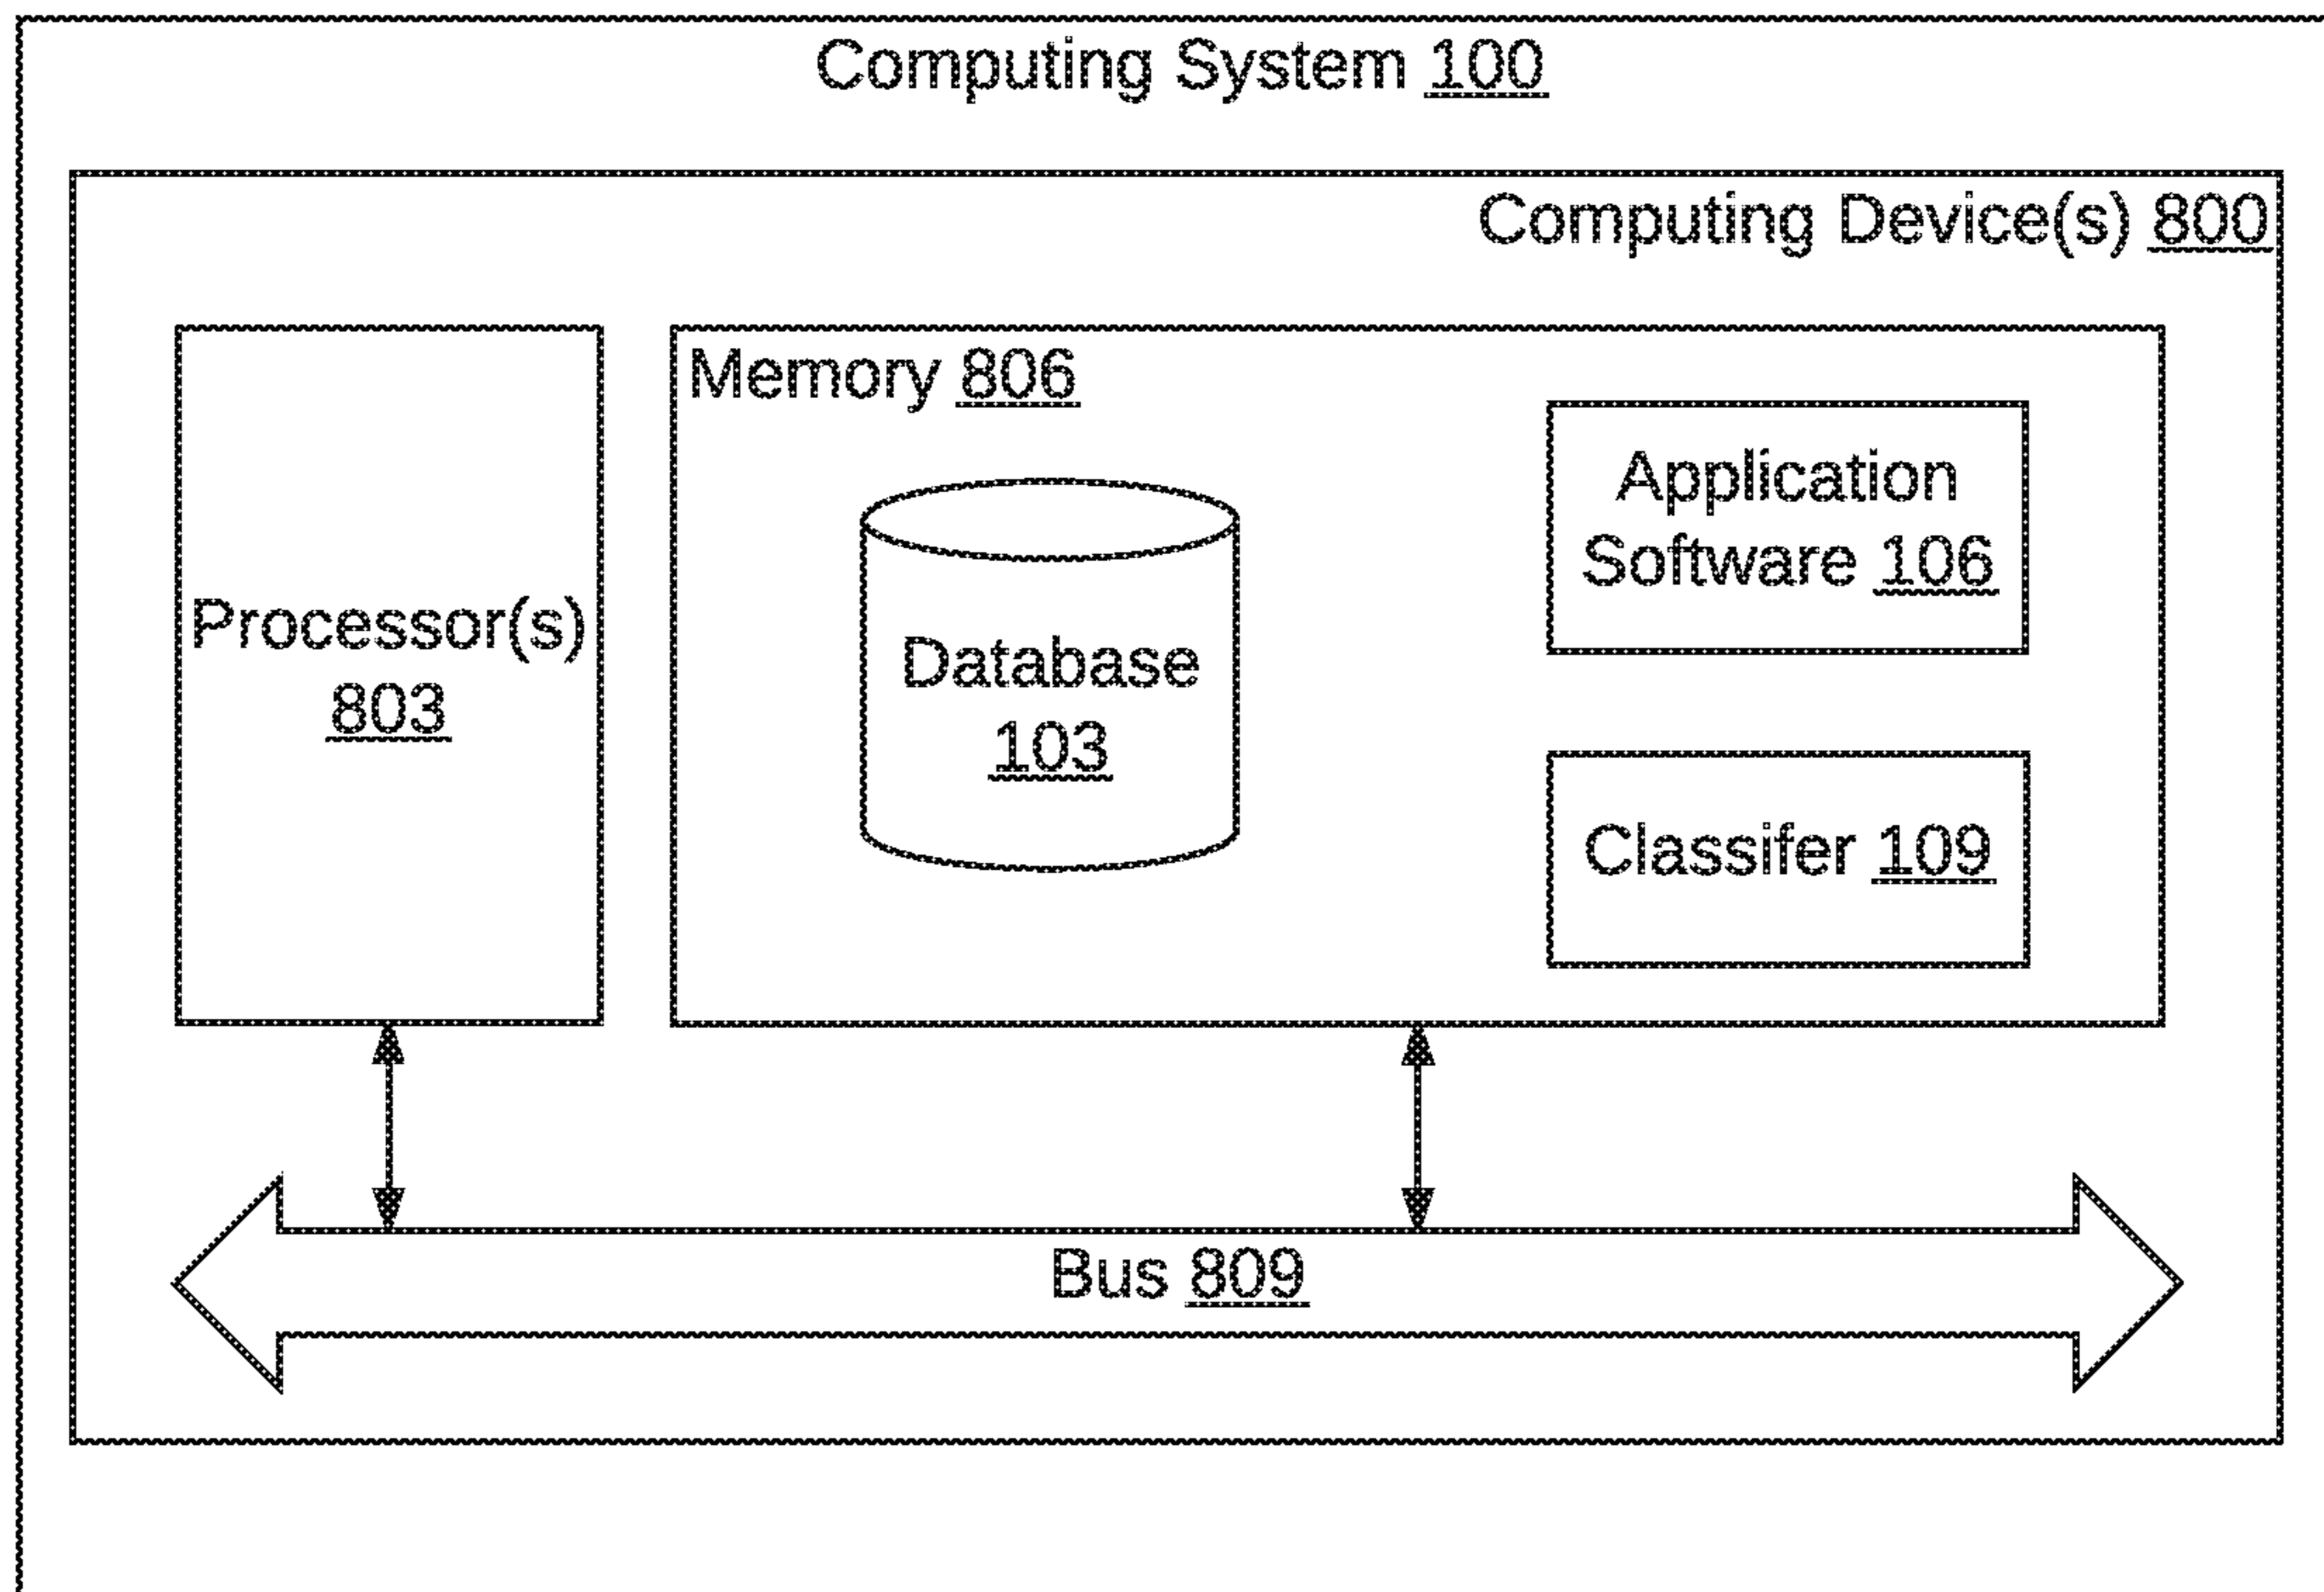 Computing System 100
Computing Device(s) 800
Processor(s)
803
Memory 806
Database
103
Application
Software 106
Classifer 109
Bus 809